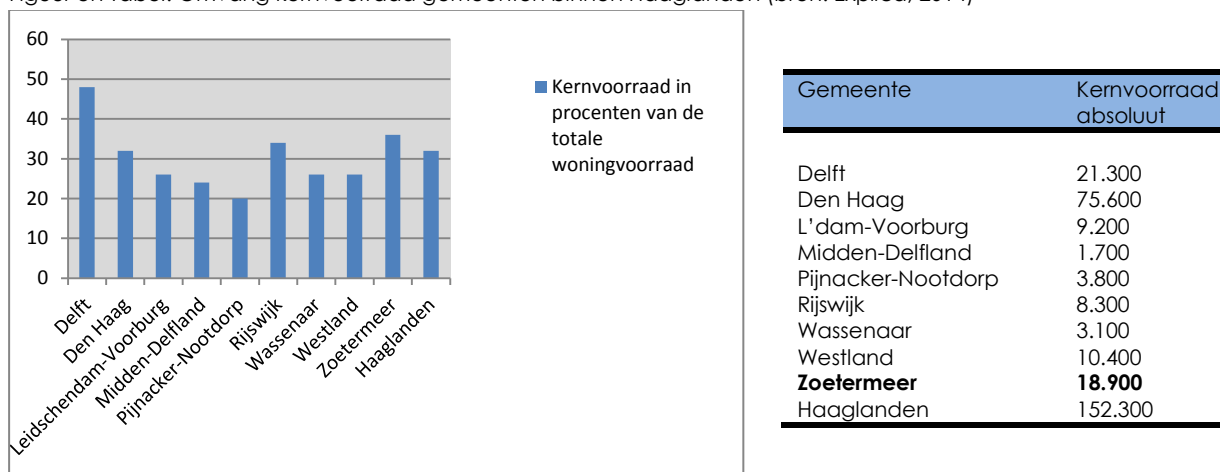 60
50
40
30
20
10
0
Delft
Den Haag
Leidschendam-Voorburg
Midden-Delfland
Pijnacker-Nootdorp
Rijswijk
Wassenaar
Westland
Zoetermeer
Haaglanden
Kernvoorraad in
procenten van de
totale
woningvoorraad
Gemeente Kernvoorraad
absoluut
Delft 21.300
Den Haag 75.600
L'dam-Voorburg 9.200
Midden-Delfland 1.700
Pijnacker-Nootdorp 3.800
Rijswijk 8.300
Wassenaar 3.100
Westland 10.400
Zoetermeer 18.900
Haaglanden 152.300